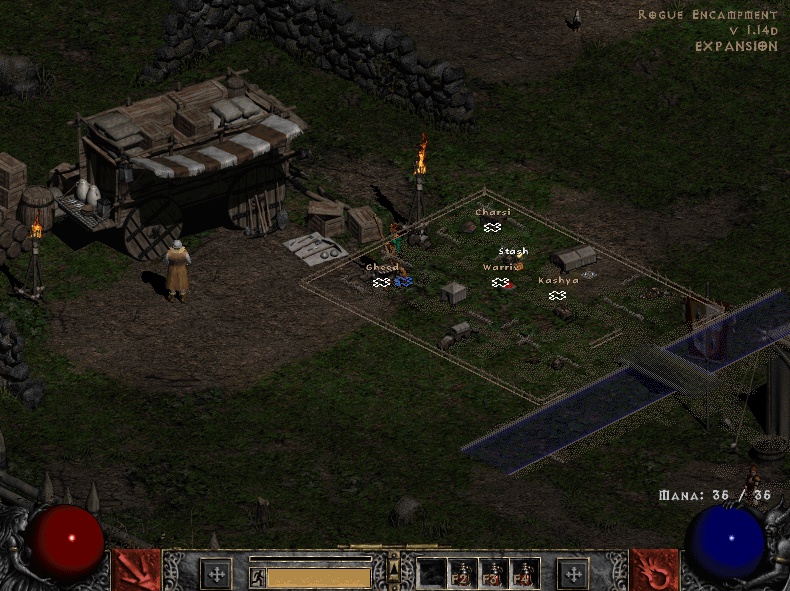 Rogue Encampment
v 1.14d
EXPANSION
Charsi
Stash
Gheed
Warriv
Kashya
Mana: 36 / 36
F2 F3 F4